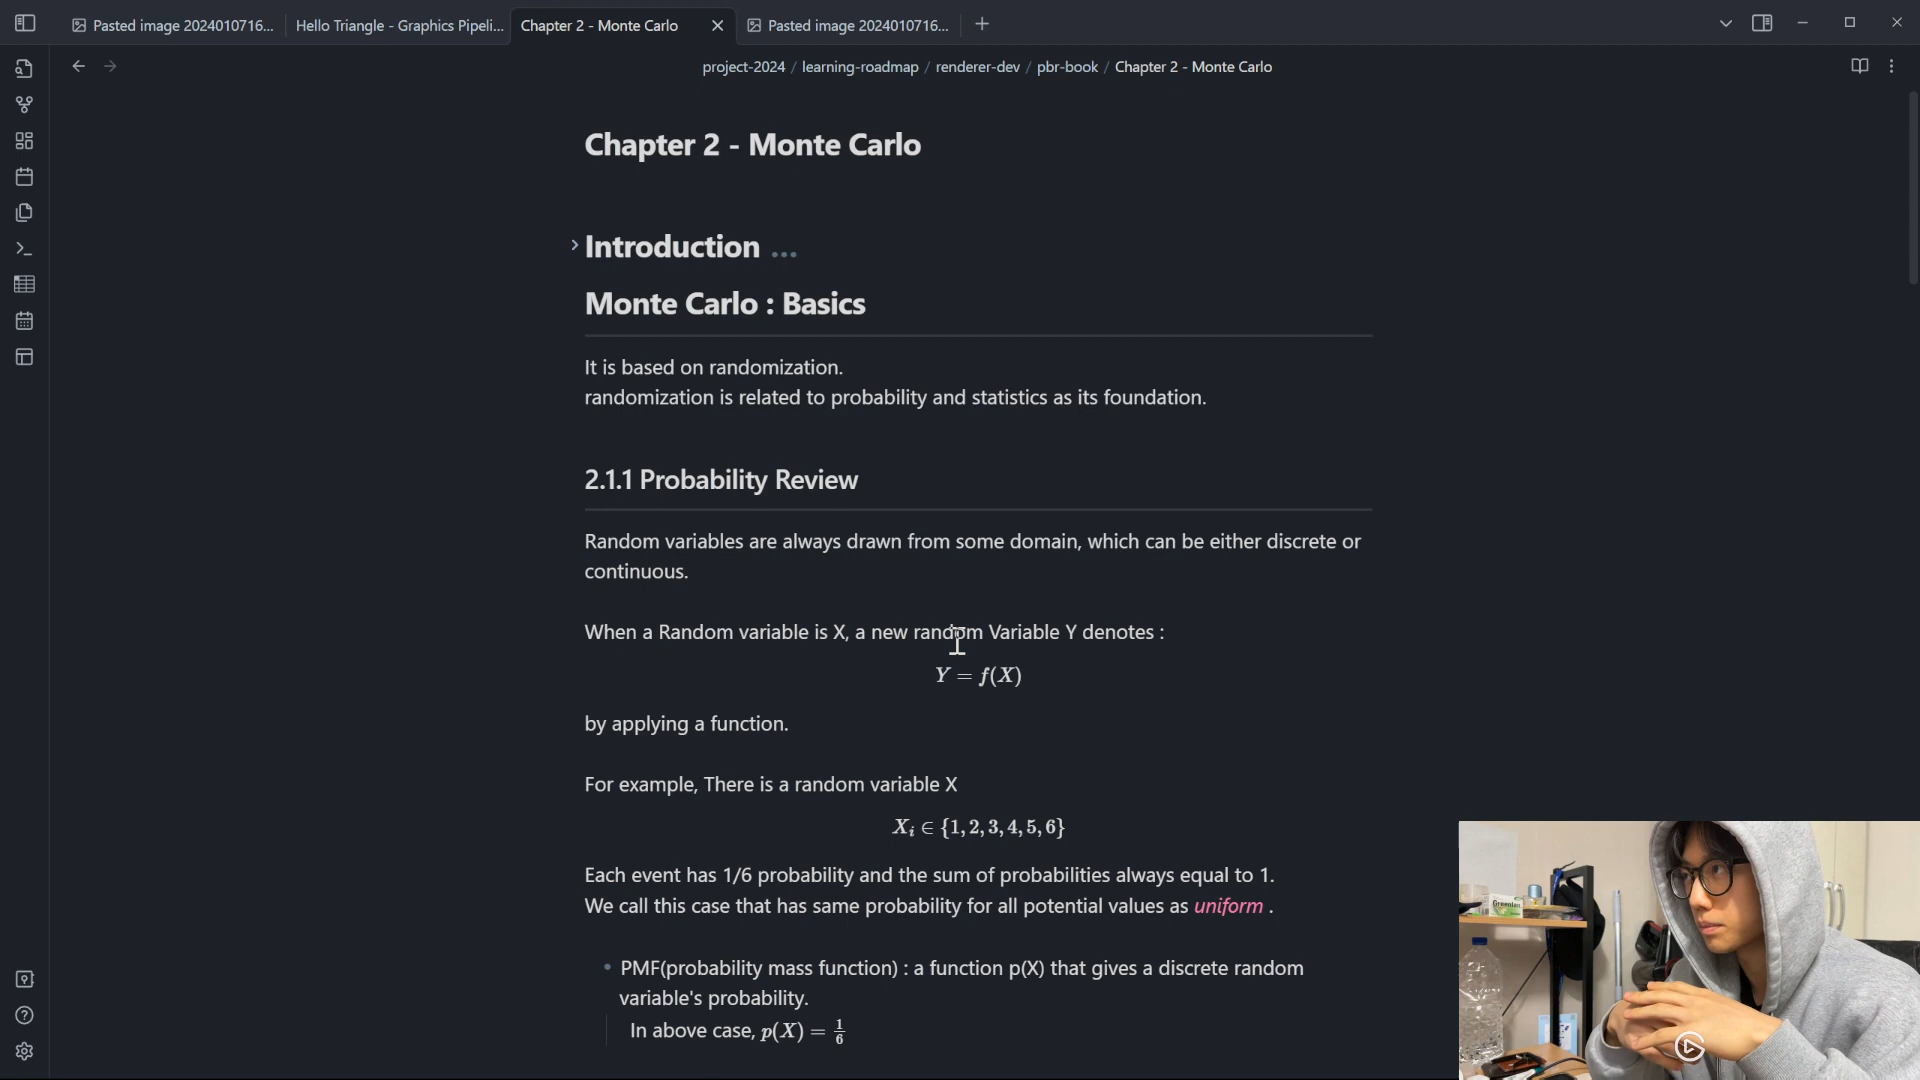 Pasted image 2024010716...
Hello Triangle - Graphics Pipeli...
Chapter 2 - Monte Carlo
Pasted image 2024010716...
project-2024 / learning-roadmap / renderer-dev / pbr-book / Chapter 2 - Monte Carlo
Chapter 2 - Monte Carlo
Introduction ...
Monte Carlo : Basics
It is based on randomization.
randomization is related to probability and statistics as its foundation.
2.1.1 Probability Review
Random variables are always drawn from some domain, which can be either discrete or
continuous.
When a Random variable is X, a new random Variable Y denotes :
Y = f(X)
by applying a function.
For example, There is a random variable X
Xᵢ ∈ {1, 2, 3, 4, 5, 6}
Each event has 1/6 probability and the sum of probabilities always equal to 1.
We call this case that has same probability for all potential values as uniform .
• PMF(probability mass function) : a function p(X) that gives a discrete random
variable's probability.
In above case, p(X) = 1/6
Greenies